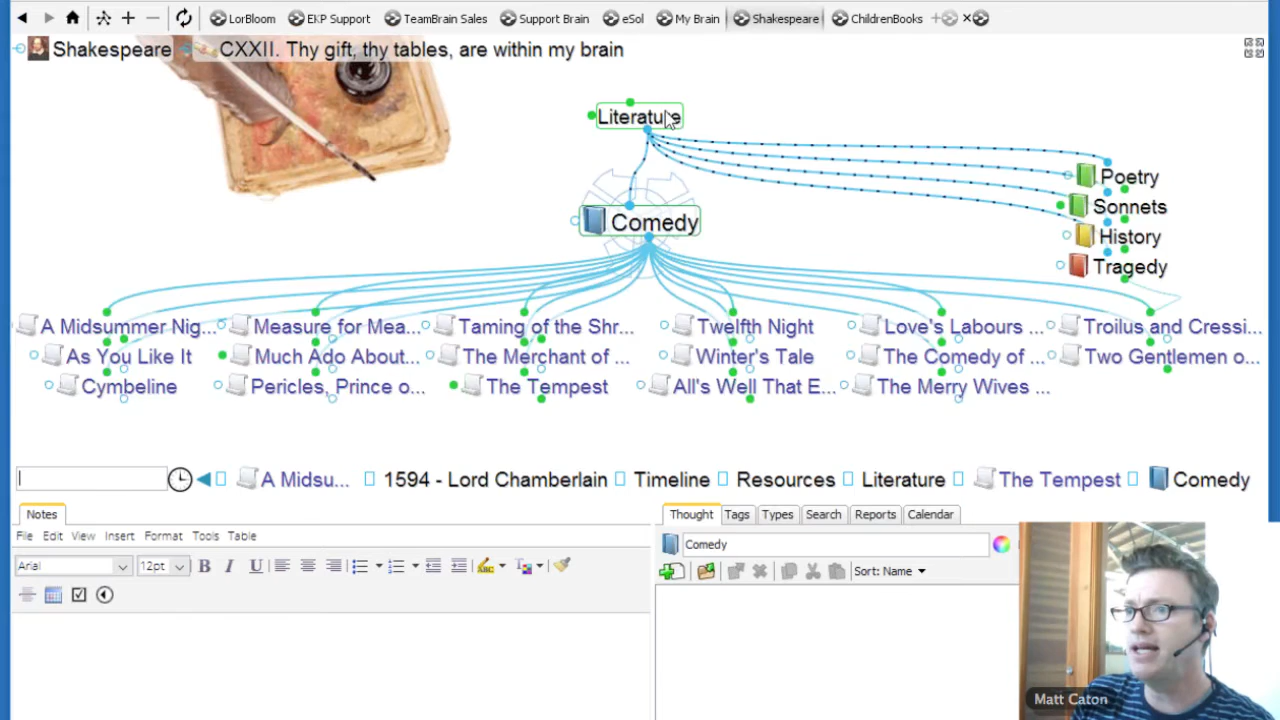 LorBloom EKP Support TeamBrain Sales Support Brain eSol My Brain Shakespeare ChildrenBooks
Shakespeare CXXII. Thy gift, thy tables, are within my brain
Literature
Poetry
Sonnets
Comedy
History
Tragedy
A Midsummer Nig... Measure for Mea... Taming of the Shr... Twelfth Night Love's Labours ... Troilus and Cressi...
As You Like It Much Ado About... The Merchant of ... Winter's Tale The Comedy of ... Two Gentlemen o...
Cymbeline Pericles, Prince o... The Tempest All's Well That E... The Merry Wives ...
A Midsu... 1594 - Lord Chamberlain Timeline Resources Literature The Tempest Comedy
Notes Thought Tags Types Search Reports Calendar
File Edit View Insert Format Tools Table
Comedy
Arial 12pt B I U Sort: Name
Matt Caton